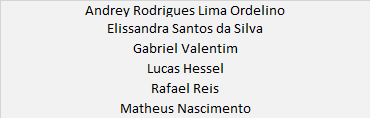 Andrey Rodrigues Lima Ordelino
Elissandra Santos da Silva
Gabriel Valentim
Lucas Hessel
Rafael Reis
Matheus Nascimento